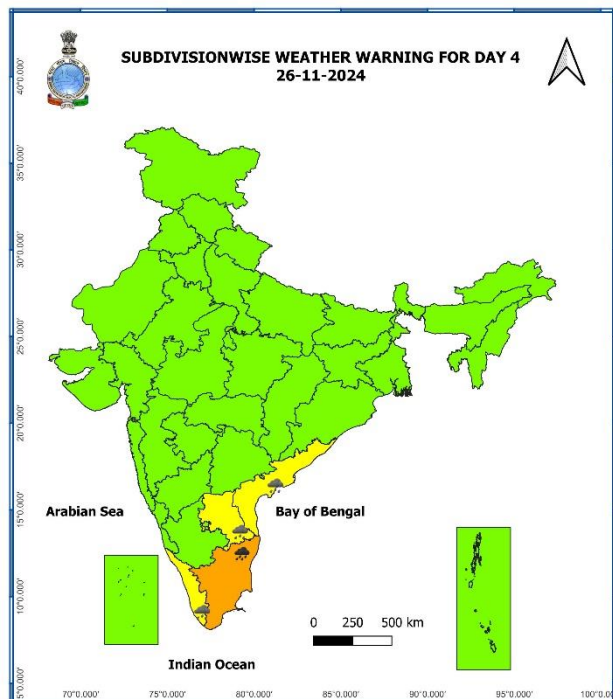 SUBDIVISIONWISE WEATHER WARNING FOR DAY 4
26-11-2024
40°0.000'
35°0.000'
30°0.000'
25°0.000'
20°0.000'
15°0.000'
10°0.000'
5°0.000'
Arabian Sea
Bay of Bengal
0 250 500 km
Indian Ocean
70°0.000' 75°0.000' 80°0.000' 85°0.000' 90°0.000' 95°0.000' 100°0.000'